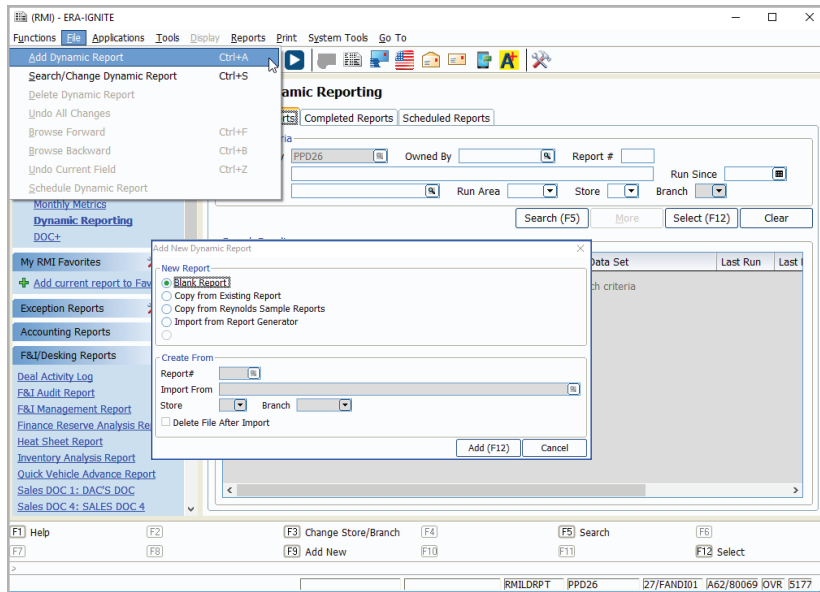 (RMI) - ERA-IGNITE
Functions File Applications Tools Display Reports Print System Tools Go To
Add Dynamic Report Ctrl+A
Search/Change Dynamic Report Ctrl+S
Delete Dynamic Report
Undo All Changes
Browse Forward Ctrl+F
Browse Backward Ctrl+B
Undo Current Field Ctrl+Z
Schedule Dynamic Report
amic Reporting
rts Completed Reports Scheduled Reports
ria
PPD26 Owned By Report #
Run Since
Run Area Store Branch
Search (F5) More Select (F12) Clear
Monthly Metrics
Dynamic Reporting
DOC+
My RMI Favorites
Add current report to Fav
Exception Reports
Accounting Reports
F&I/Desking Reports
Deal Activity Log
F&I Audit Report
F&I Management Report
Finance Reserve Analysis Re
Heat Sheet Report
Inventory Analysis Report
Quick Vehicle Advance Report
Sales DOC 1: DAC'S DOC
Sales DOC 4: SALES DOC 4
Data Set Last Run Last
ch criteria
Add New Dynamic Report
New Report
Blank Report
Copy from Existing Report
Copy from Reynolds Sample Reports
Import from Report Generator
Create From
Report#
Import From
Store Branch
Delete File After Import
Add (F12) Cancel
F1 Help F2 F3 Change Store/Branch F4 F5 Search F6
F7 F8 F9 Add New F10 F11 F12 Select
>
RMILDRPT PPD26 27/FANDI01 A62/80069 OVR 5177